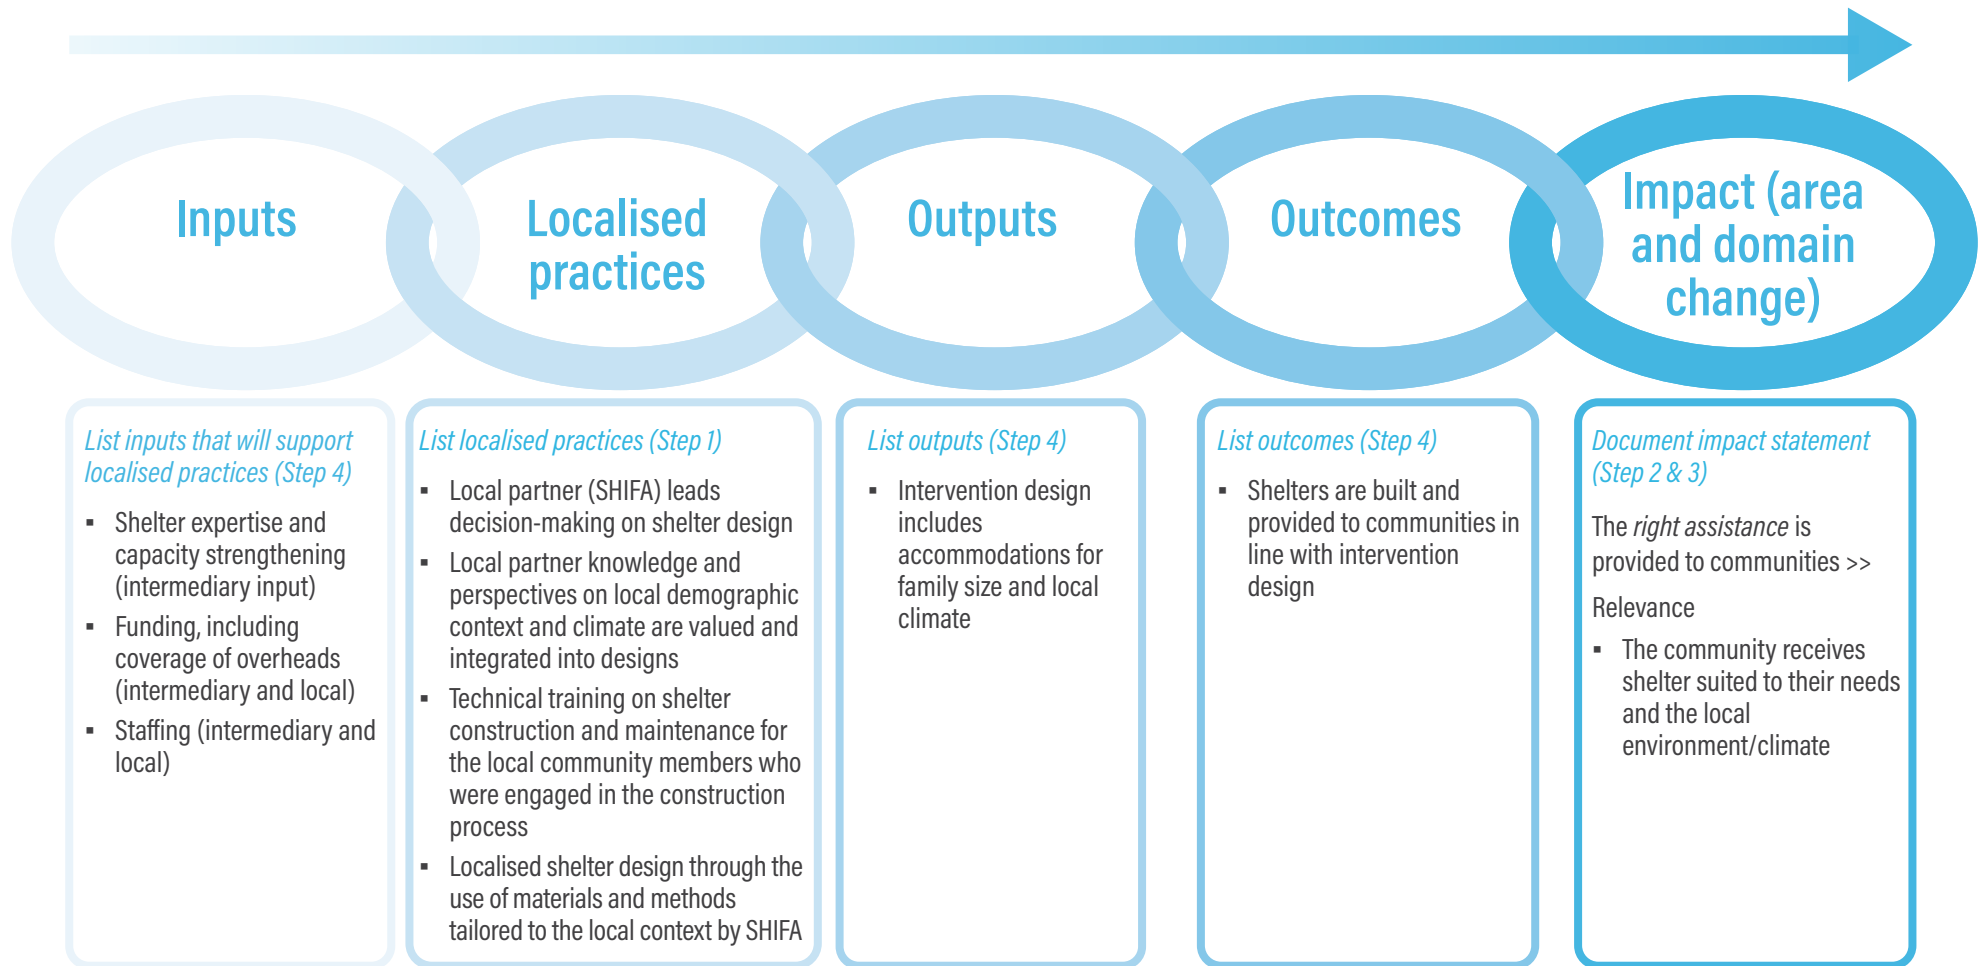 Inputs
Localised
practices
Outputs
Outcomes
Impact (area
and domain
change)
List inputs that will support
localised practices (Step 4)
▪ Shelter expertise and
capacity strengthening
(intermediary input)
▪ Funding, including
coverage of overheads
(intermediary and local)
▪ Staffing (intermediary and
local)
List localised practices (Step 1)
▪ Local partner (SHIFA) leads
decision-making on shelter design
▪ Local partner knowledge and
perspectives on local demographic
context and climate are valued and
integrated into designs
▪ Technical training on shelter
construction and maintenance for
the local community members who
were engaged in the construction
process
▪ Localised shelter design through the
use of materials and methods
tailored to the local context by SHIFA
List outputs (Step 4)
▪ Intervention design
includes
accommodations for
family size and local
climate
List outcomes (Step 4)
▪ Shelters are built and
provided to communities in
line with intervention
design
Document impact statement
(Step 2 & 3)
The right assistance is
provided to communities >>
Relevance
▪ The community receives
shelter suited to their needs
and the local
environment/climate